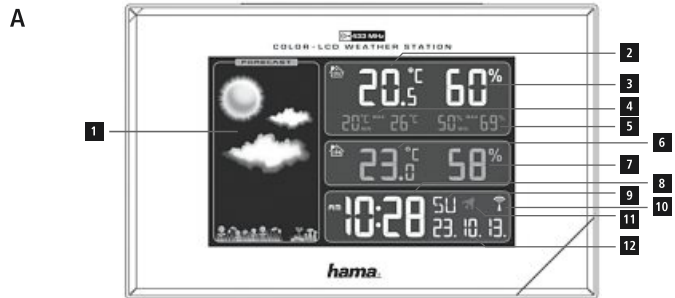 A
433 MHz
COLOR-LCD WEATHER STATION
FORECAST
20.5°C 60%
20°C MIN MAX 26°C 50% MIN MAX 69%
23.0°C 58%
AM 10:28 SU
23.10.13.
hama.
1
2
3
4
5
6
7
8
9
10
11
12